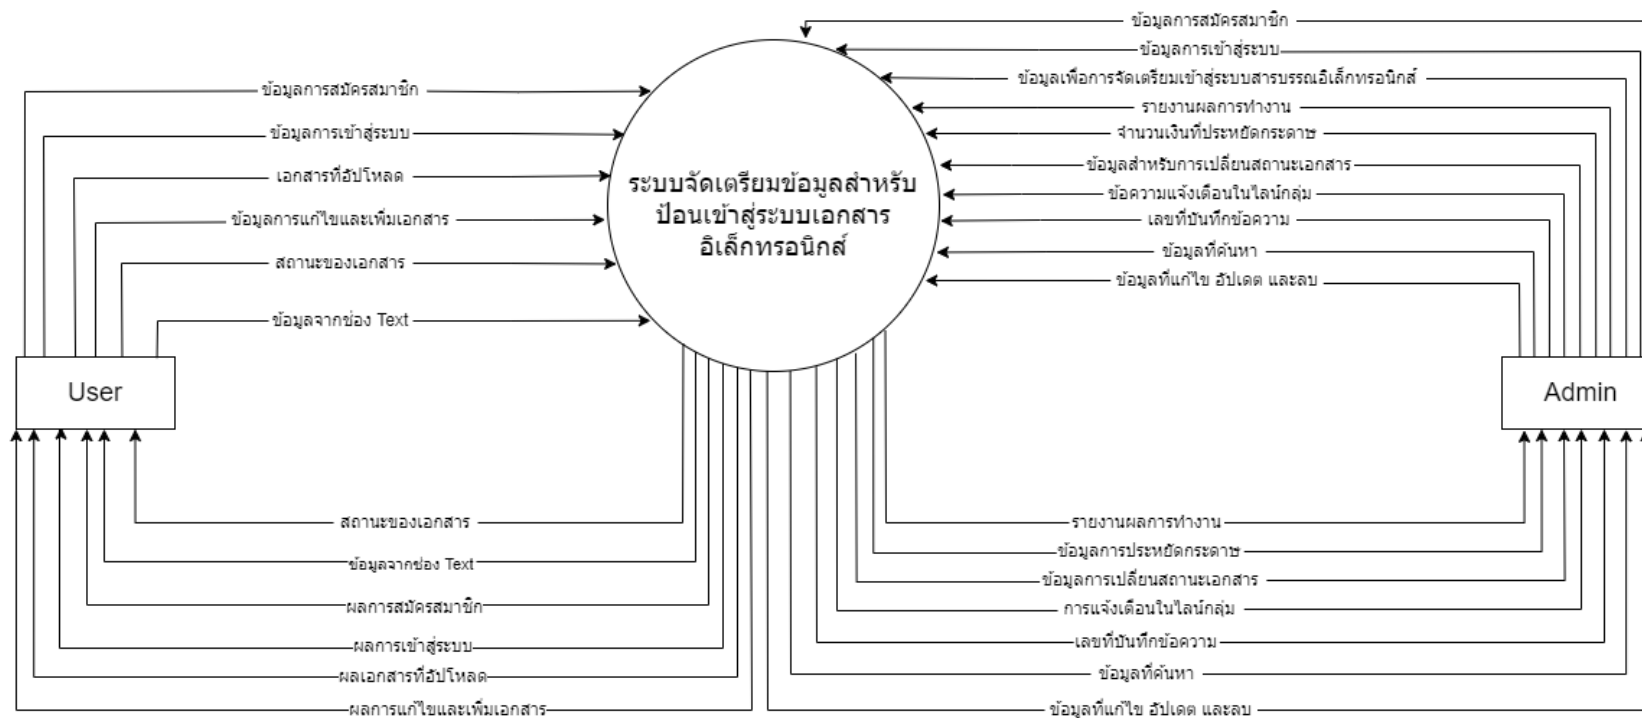 ข้อมูลการสมัครสมาชิก
ข้อมูลการเข้าสู่ระบบ
ข้อมูลเพื่อการจัดเตรียมเข้าสู่ระบบสารบรรณอิเล็กทรอนิกส์
รายงานผลการทำงาน
จำนวนเงินที่ประหยัดกระดาษ
ข้อมูลสำหรับการเปลี่ยนสถานะเอกสาร
ข้อความแจ้งเตือนในไลน์กลุ่ม
เลขที่บันทึกข้อความ
ข้อมูลที่ค้นหา
ข้อมูลที่แก้ไข อัปเดต และลบ
ข้อมูลการสมัครสมาชิก
ข้อมูลการเข้าสู่ระบบ
เอกสารที่อัปโหลด
ข้อมูลการแก้ไขและเพิ่มเอกสาร
สถานะของเอกสาร
ข้อมูลจากช่อง Text
ระบบจัดเตรียมข้อมูลสำหรับ
ป้อนเข้าสู่ระบบเอกสาร
อิเล็กทรอนิกส์
User
Admin
สถานะของเอกสาร
ข้อมูลจากช่อง Text
ผลการสมัครสมาชิก
ผลการเข้าสู่ระบบ
ผลเอกสารที่อัปโหลด
ผลการแก้ไขและเพิ่มเอกสาร
รายงานผลการทำงาน
ข้อมูลการประหยัดกระดาษ
ข้อมูลการเปลี่ยนสถานะเอกสาร
การแจ้งเตือนในไลน์กลุ่ม
เลขที่บันทึกข้อความ
ข้อมูลที่ค้นหา
ข้อมูลที่แก้ไข อัปเดต และลบ